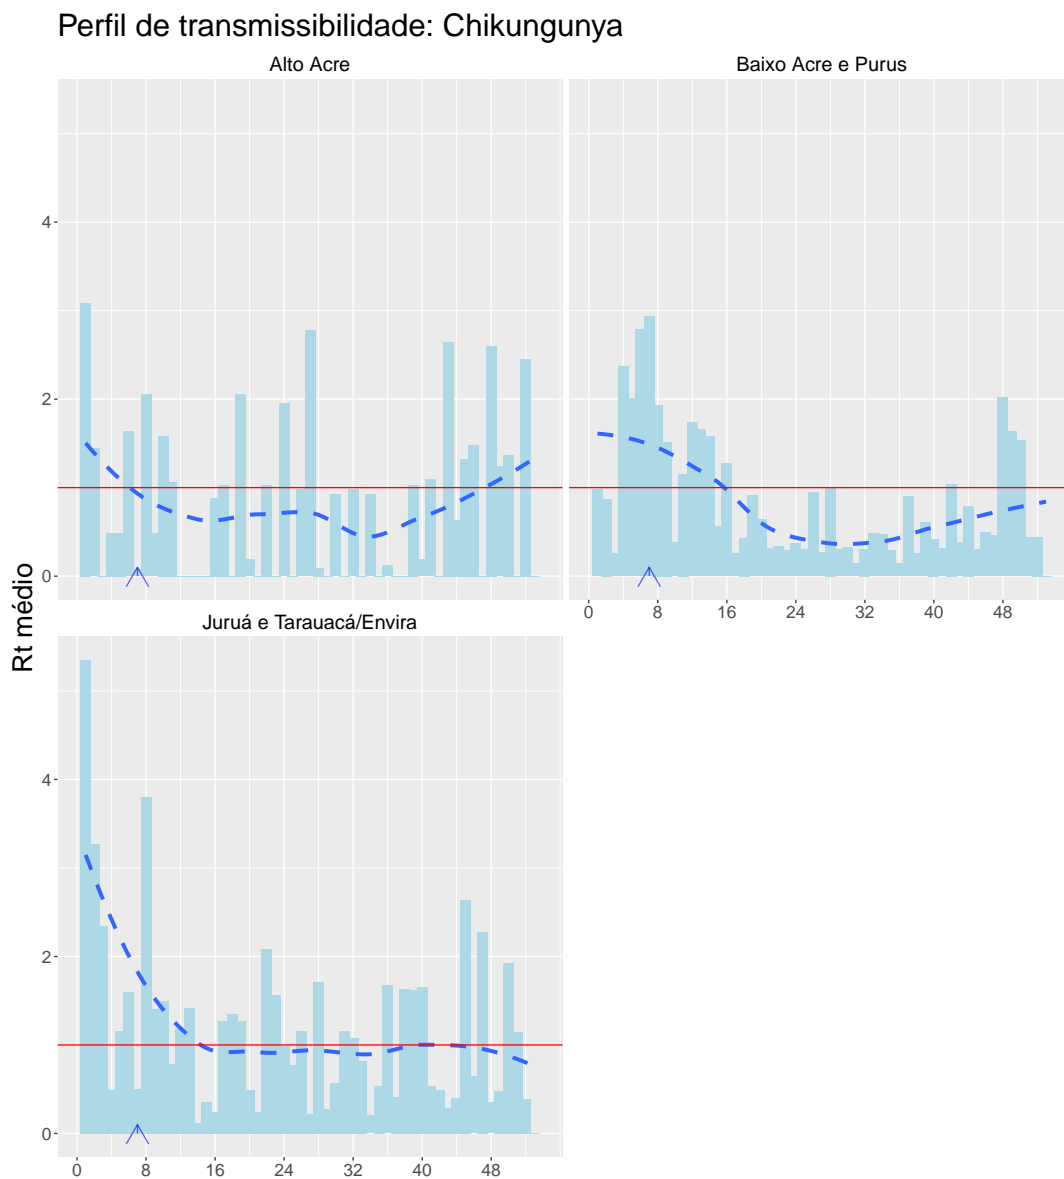 Perfil de transmissibilidade: Chikungunya
Alto Acre
Baixo Acre e Purus
4
2
0
0 8 16 24 32 40 48
Juruá e Tarauacá/Envira
Rt médio
4
2
0
0 8 16 24 32 40 48